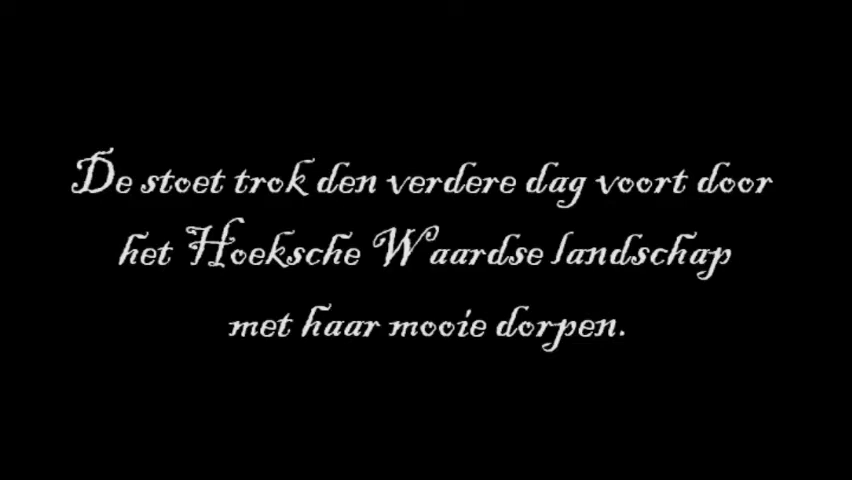 De stoet trok den verdere dag voort door
het Hoeksche Waardse landschap
met haar mooie dorpen.